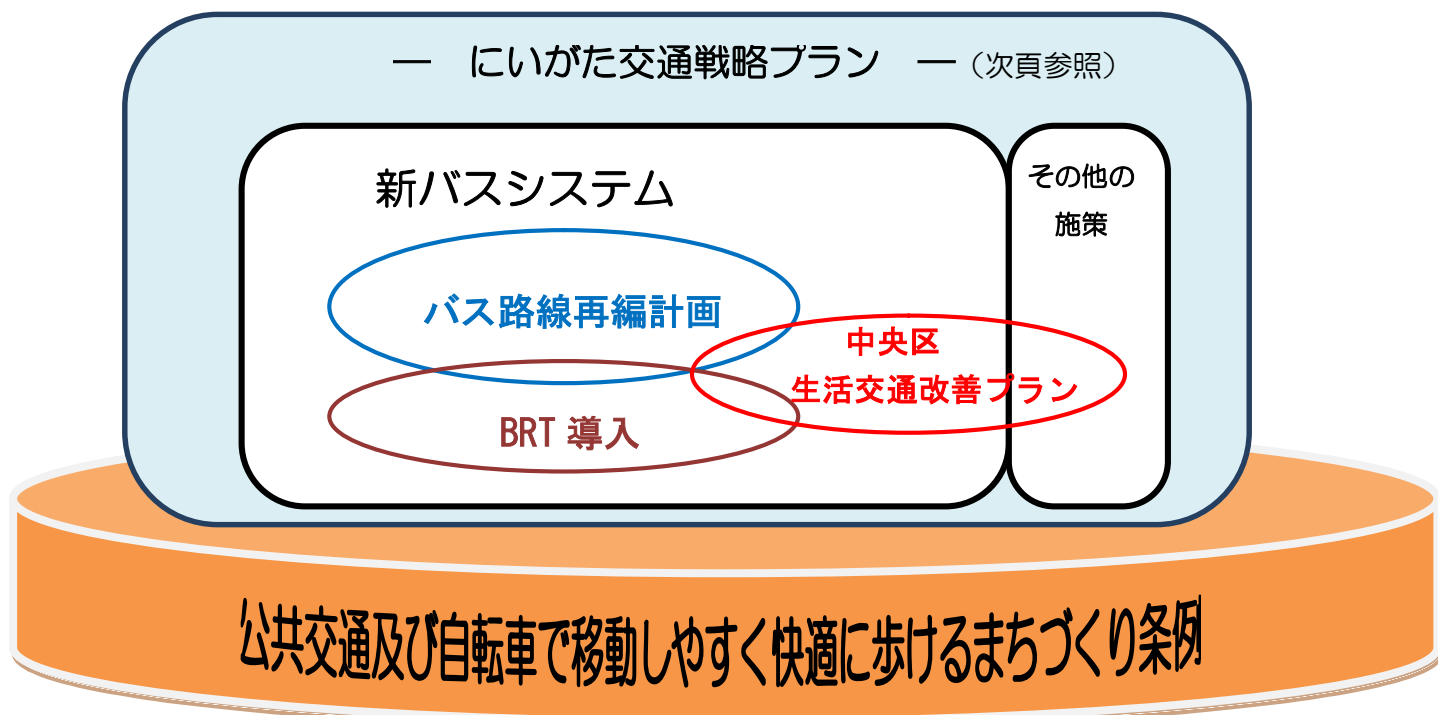 ― にいがた交通戦略プラン ―（次頁参照）
新バスシステム
その他の
施策
バス路線再編計画
中央区
生活交通改善プラン
BRT 導入
公共交通及び自転車で移動しやすく快適に歩けるまちづくり条例